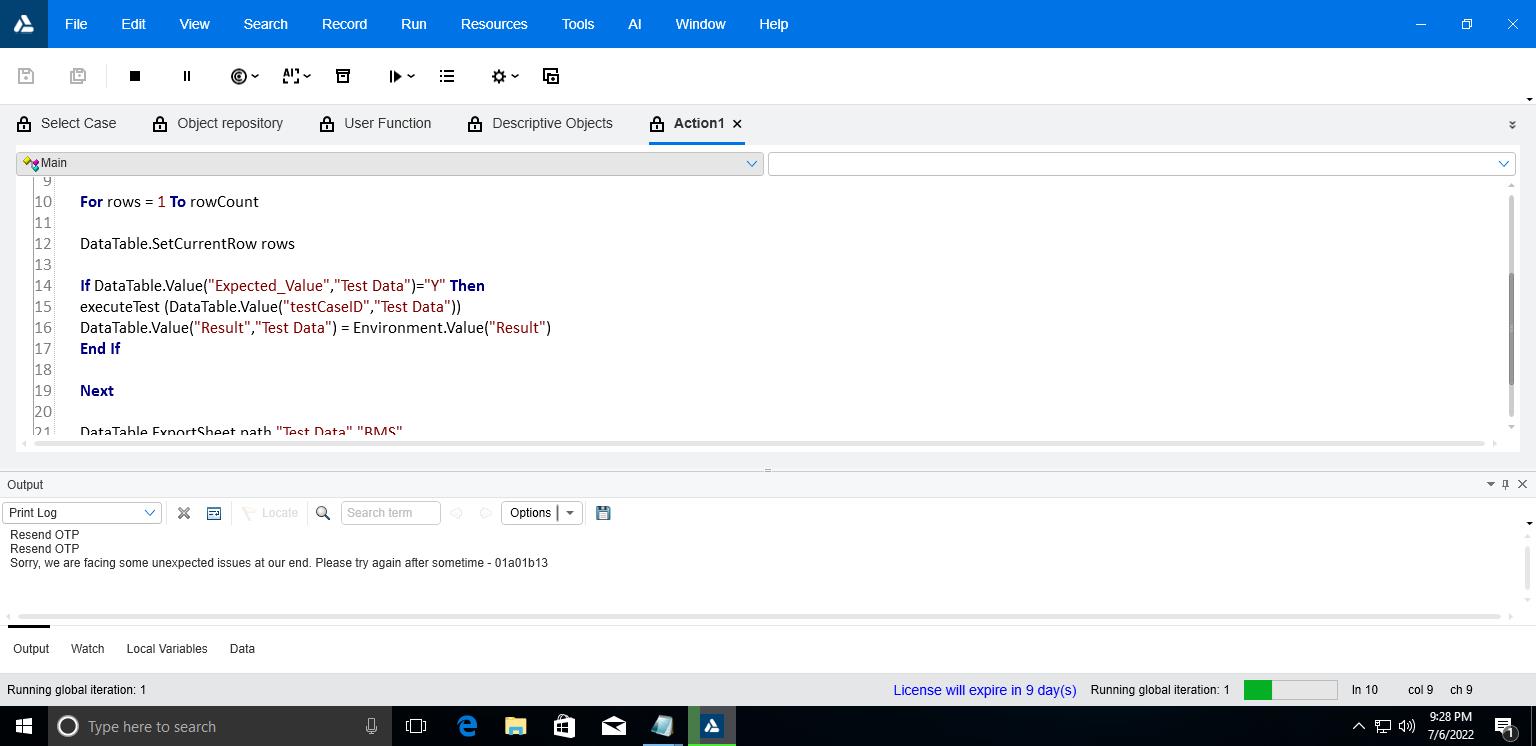 File Edit View Search Record Run Resources Tools AI Window Help
Select Case Object repository User Function Descriptive Objects Action1
Main
9
10 For rows = 1 To rowCount
11
12 DataTable.SetCurrentRow rows
13
14 If DataTable.Value("Expected_Value","Test Data")="Y" Then
15 executeTest (DataTable.Value("testCaseID","Test Data"))
16 DataTable.Value("Result","Test Data") = Environment.Value("Result")
17 End If
18
19 Next
20
21 DataTable.ExportSheet path,"Test Data","BMS"
Output
Print Log Locate Search term Options
Resend OTP
Resend OTP
Sorry, we are facing some unexpected issues at our end. Please try again after sometime - 01a01b13
Output Watch Local Variables Data
Running global iteration: 1 License will expire in 9 day(s) Running global iteration: 1 ln 10 col 9 ch 9
Type here to search 9:28 PM
7/6/2022 1